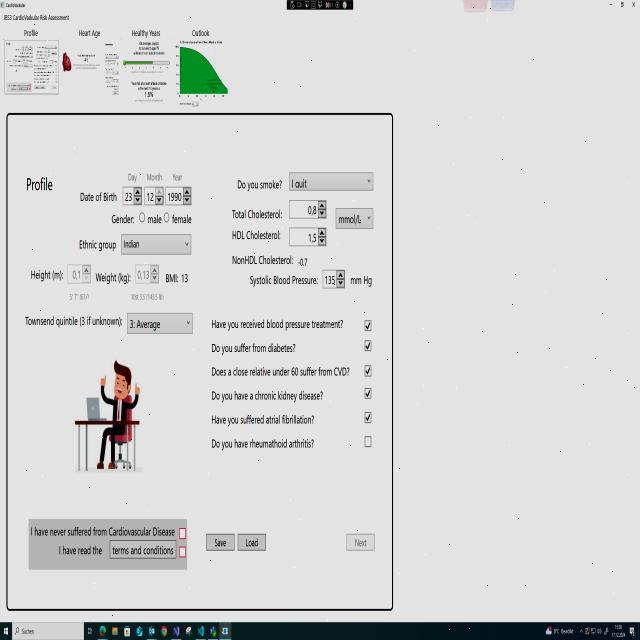 CardioVascular
JBS3 CardioVascular Risk Assessment
Profile Heart Age Healthy Years Outlook
Profile
Day Month Year
Date of Birth 23 12 1990
Gender: male female
Ethnic group Indian
Height (m): 0,1 Weight (kg): 0,13 BMI: 13
Townsend quintile (3 if unknown): 3: Average
Do you smoke? I quit
Total Cholesterol: 0,8 mmol/L
HDL Cholesterol: 1,5
NonHDL Cholesterol: -0.7
Systolic Blood Pressure: 135 mm Hg
Have you received blood pressure treatment?
Do you suffer from diabetes?
Does a close relative under 60 suffer from CVD?
Do you have a chronic kidney disease?
Have you suffered atrial fibrillation?
Do you have rheumathoid arthritis?
I have never suffered from Cardiovascular Disease
I have read the terms and conditions
Save Load Next
Suchen